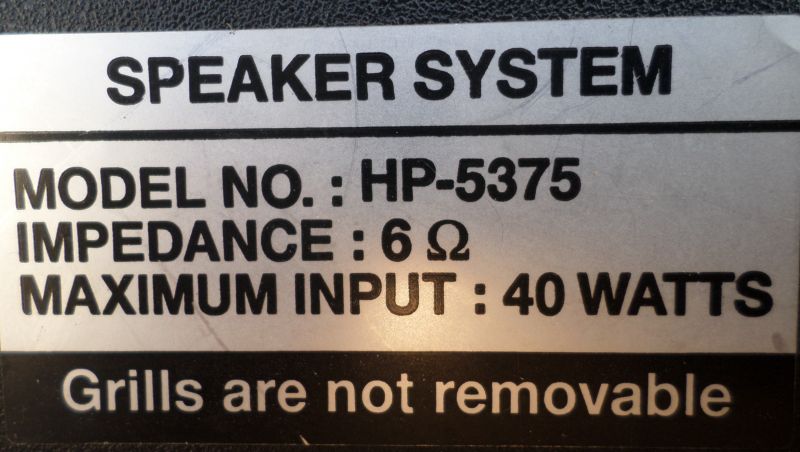 SPEAKER SYSTEM
MODEL NO. : HP-5375
IMPEDANCE : 6 Ω
MAXIMUM INPUT : 40 WATTS
Grills are not removable